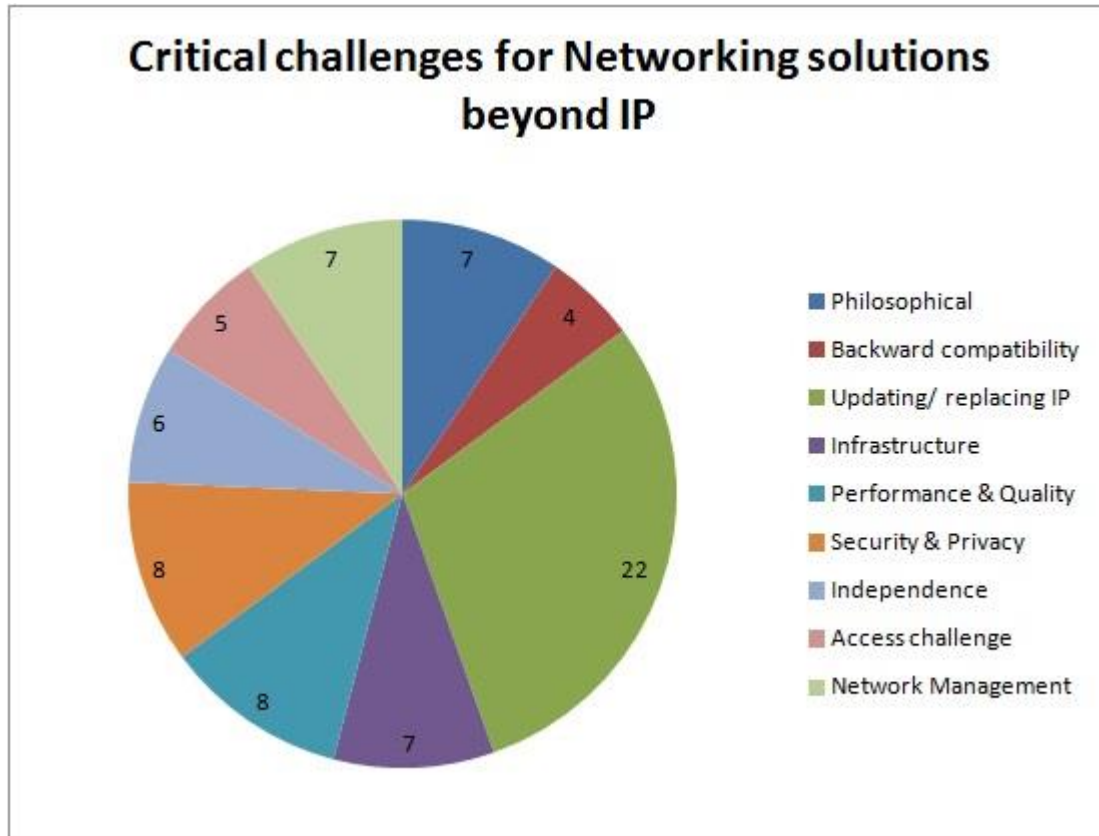 Critical challenges for Networking solutions
beyond IP
7
7
4
5
6
22
8
8
7
Philosophical
Backward compatibility
Updating/ replacing IP
Infrastructure
Performance & Quality
Security & Privacy
Independence
Access challenge
Network Management